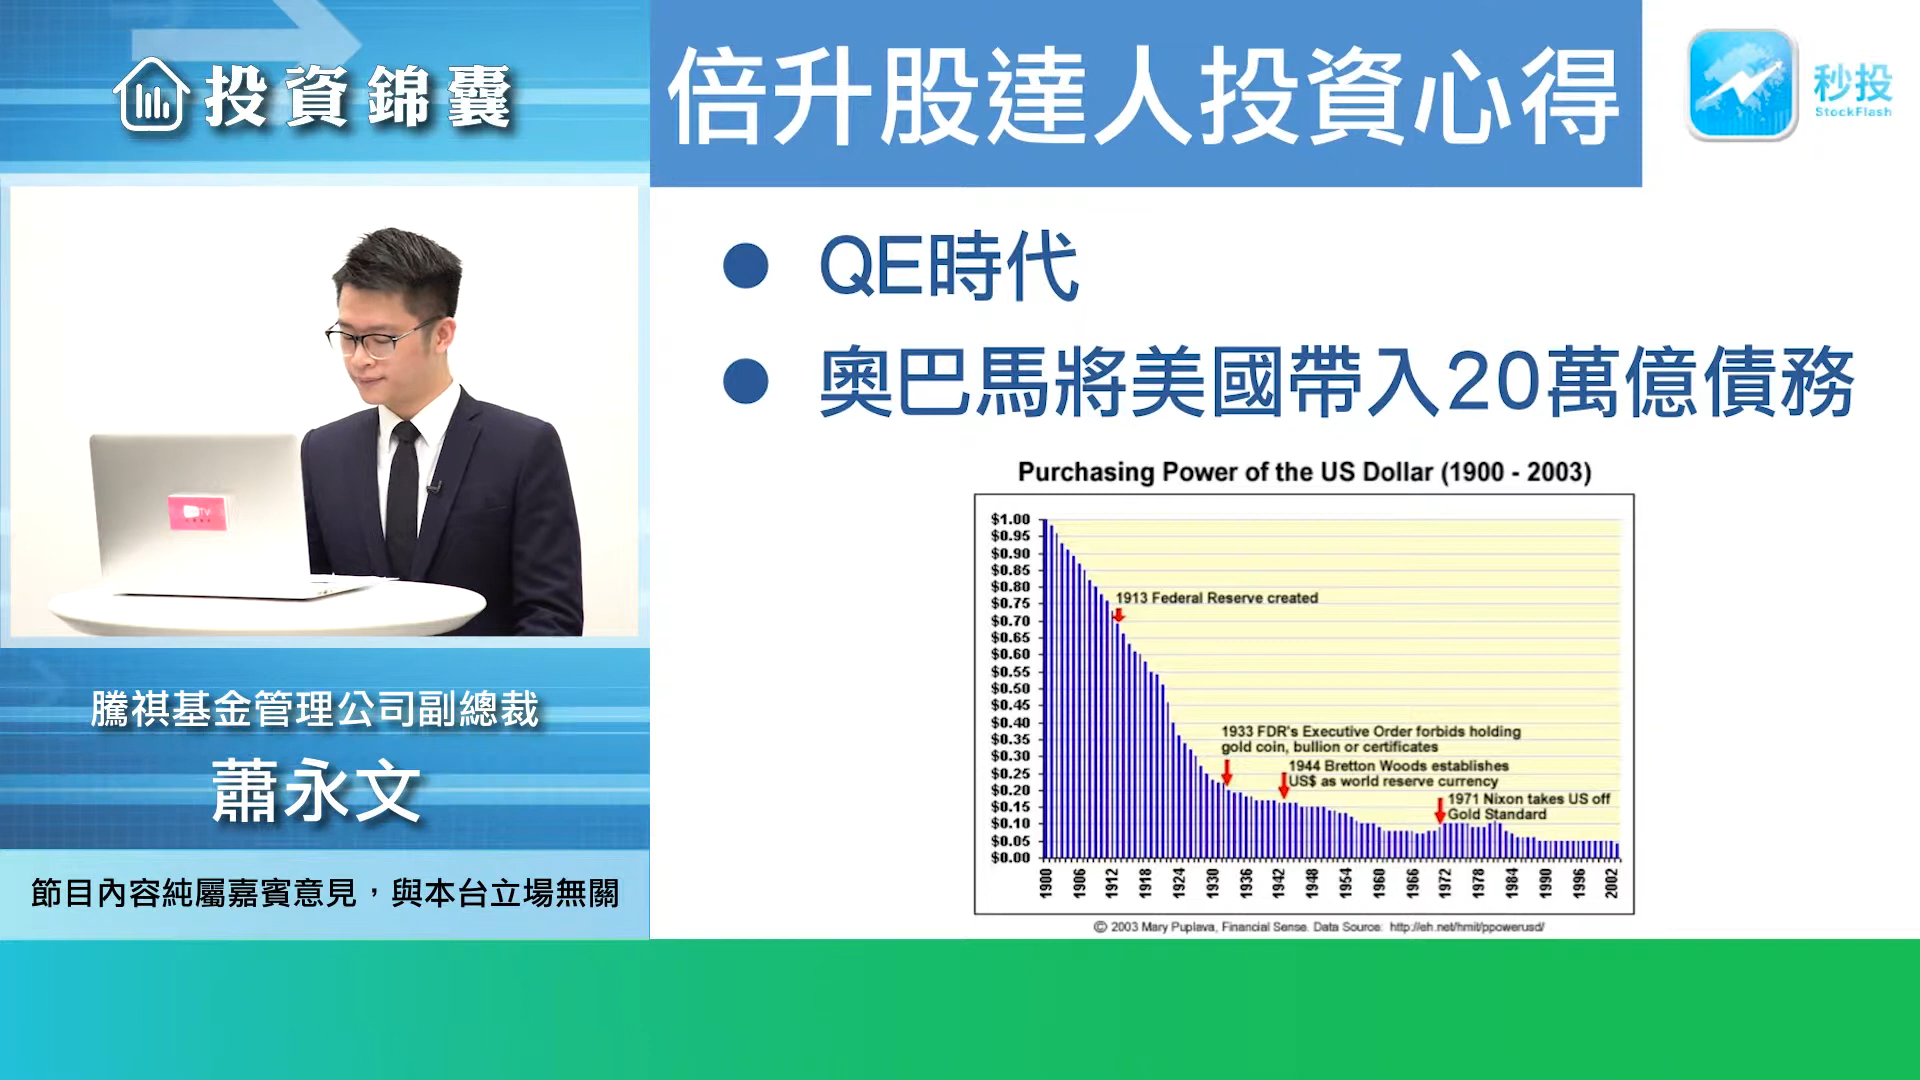 投資錦囊
倍升股達人投資心得
秒投
StockFlash
QE時代
奧巴馬將美國帶入20萬億債務
Purchasing Power of the US Dollar (1900 - 2003)
$1.00
$0.95
$0.90
$0.85
$0.80
$0.75
$0.70
$0.65
$0.60
$0.55
$0.50
$0.45
$0.40
$0.35
$0.30
$0.25
$0.20
$0.15
$0.10
$0.05
$0.00
1913 Federal Reserve created
1933 FDR's Executive Order forbids holding
gold coin, bullion or certificates
1944 Bretton Woods establishes
US$ as world reserve currency
1971 Nixon takes US off
Gold Standard
1900 1906 1912 1918 1924 1930 1936 1942 1948 1954 1960 1966 1972 1978 1984 1990 1996 2002
© 2003 Mary Puplava, Financial Sense. Data Source: http://eh.net/hmit/ppowerusd/
騰祺基金管理公司副總裁
蕭永文
節目內容純屬嘉賓意見，與本台立場無關